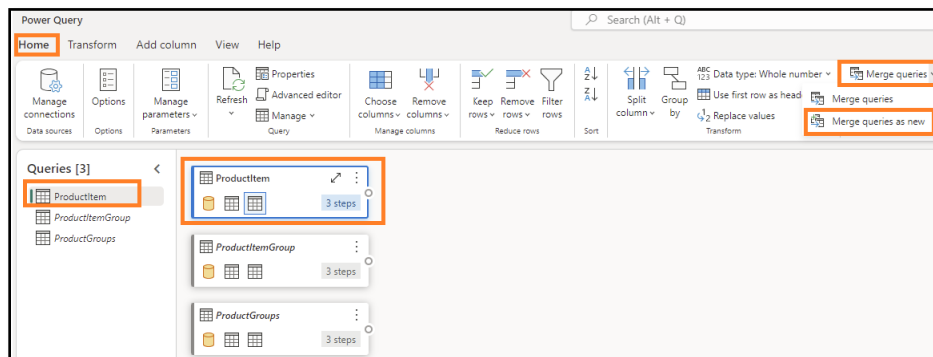 Power Query
Search (Alt + Q)
Home Transform Add column View Help
Manage connections
Options
Manage parameters
Refresh
Properties
Advanced editor
Manage
Choose columns
Remove columns
Keep rows
Remove rows
Filter rows
Split column
Group by
Data type: Whole number
Use first row as head
Replace values
Merge queries
Merge queries
Merge queries as new
Data sources
Options
Parameters
Query
Manage columns
Reduce rows
Sort
Transform
Queries [3]
ProductItem
ProductItemGroup
ProductGroups
ProductItem
3 steps
ProductItemGroup
3 steps
ProductGroups
3 steps